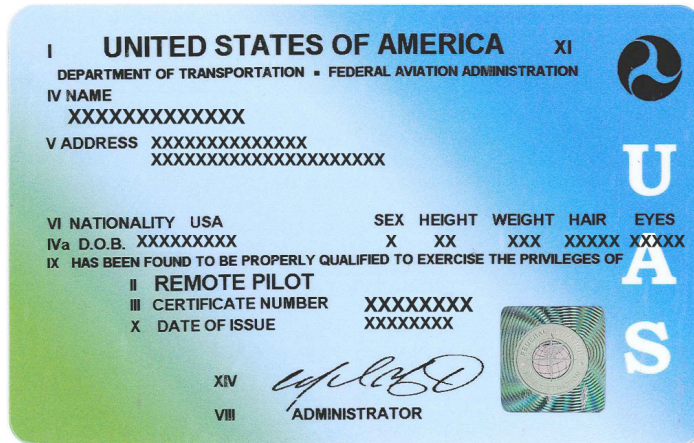 I UNITED STATES OF AMERICA XI
DEPARTMENT OF TRANSPORTATION ▪ FEDERAL AVIATION ADMINISTRATION
IV NAME
XXXXXXXXXXXXX
V ADDRESS XXXXXXXXXXXXXX
XXXXXXXXXXXXXXXXXXXXX
VI NATIONALITY USA SEX HEIGHT WEIGHT HAIR EYES
IVa D.O.B. XXXXXXXXX X XX XXX XXXXX XXXXX
IX HAS BEEN FOUND TO BE PROPERLY QUALIFIED TO EXERCISE THE PRIVILEGES OF
II REMOTE PILOT
III CERTIFICATE NUMBER XXXXXXXX
X DATE OF ISSUE XXXXXXXX
XIV
VIII ADMINISTRATOR
UAS